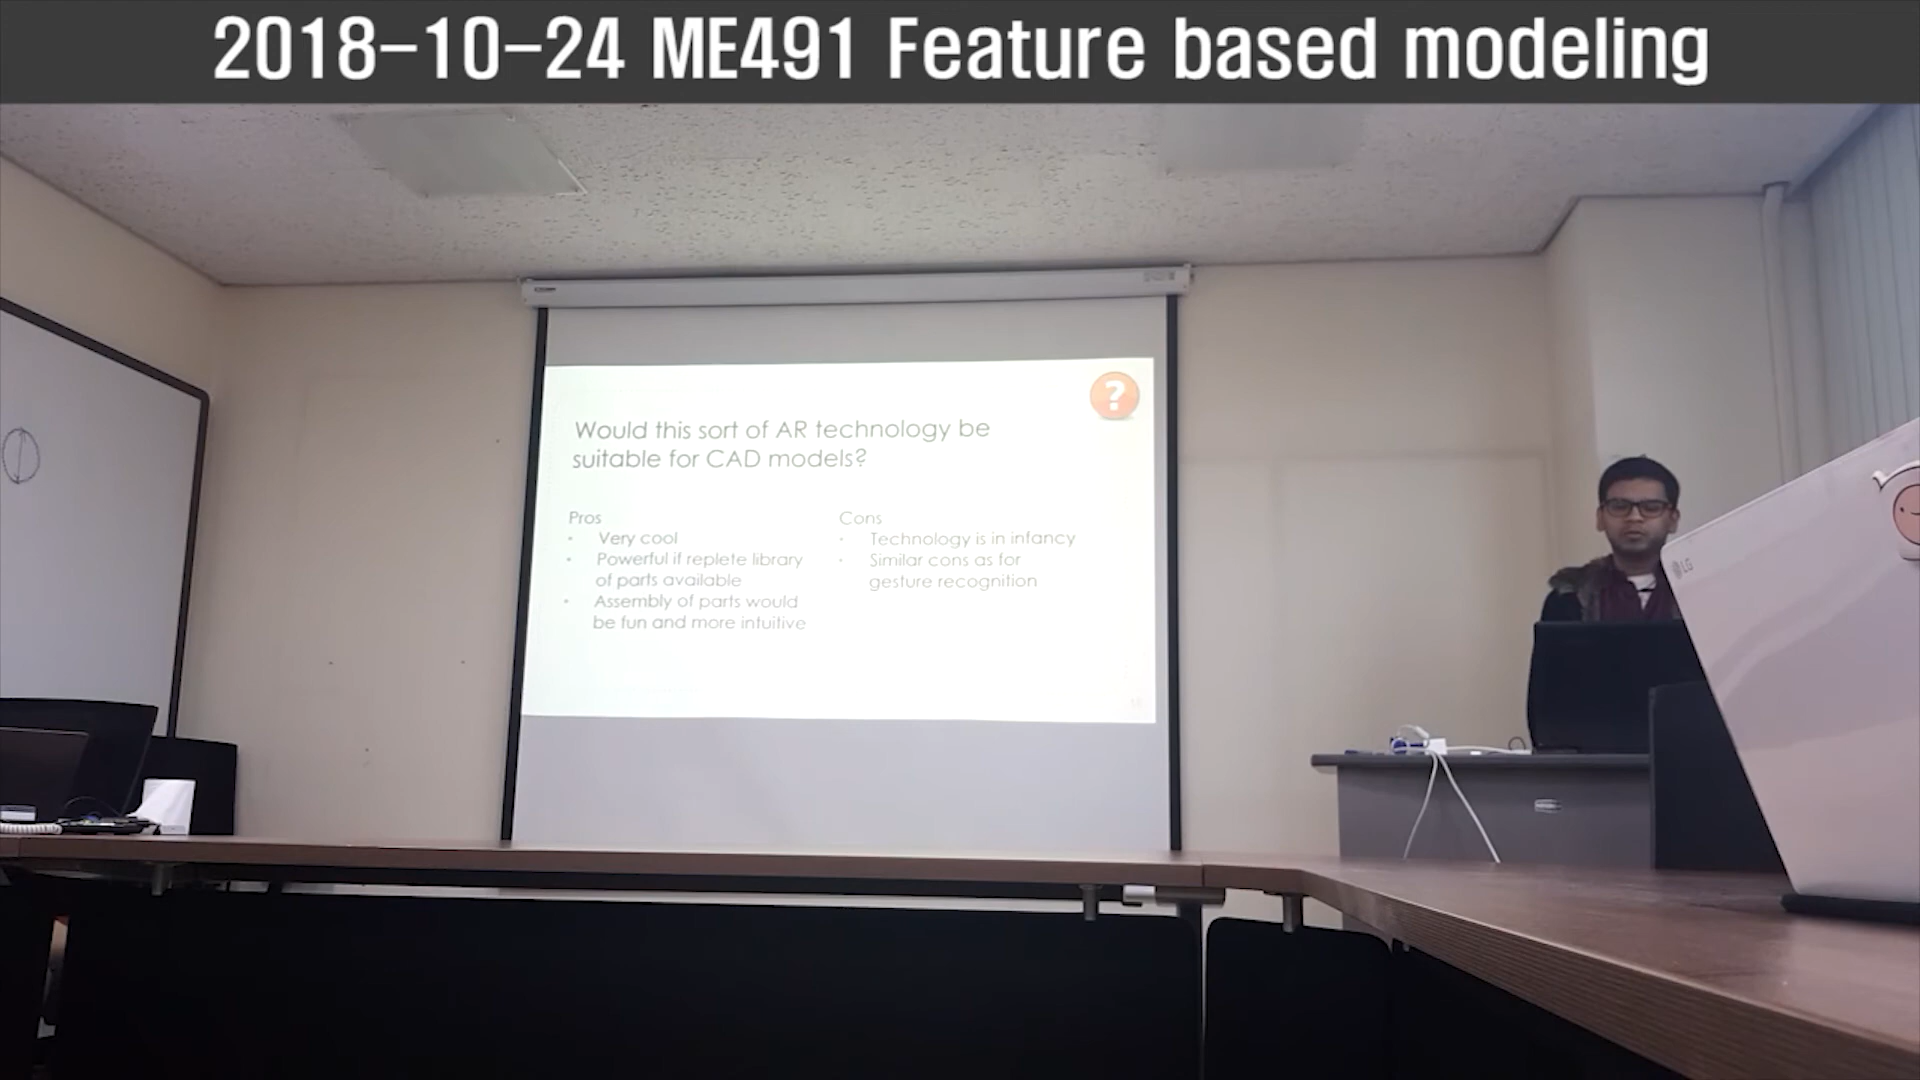 2018-10-24 ME491 Feature based modeling
?
Would this sort of AR technology be
suitable for CAD models?
Pros
• Very cool
• Powerful if replete library
of parts available
• Assembly of parts would
be fun and more intuitive
Cons
• Technology is in infancy
• Similar cons as for
gesture recognition
LG